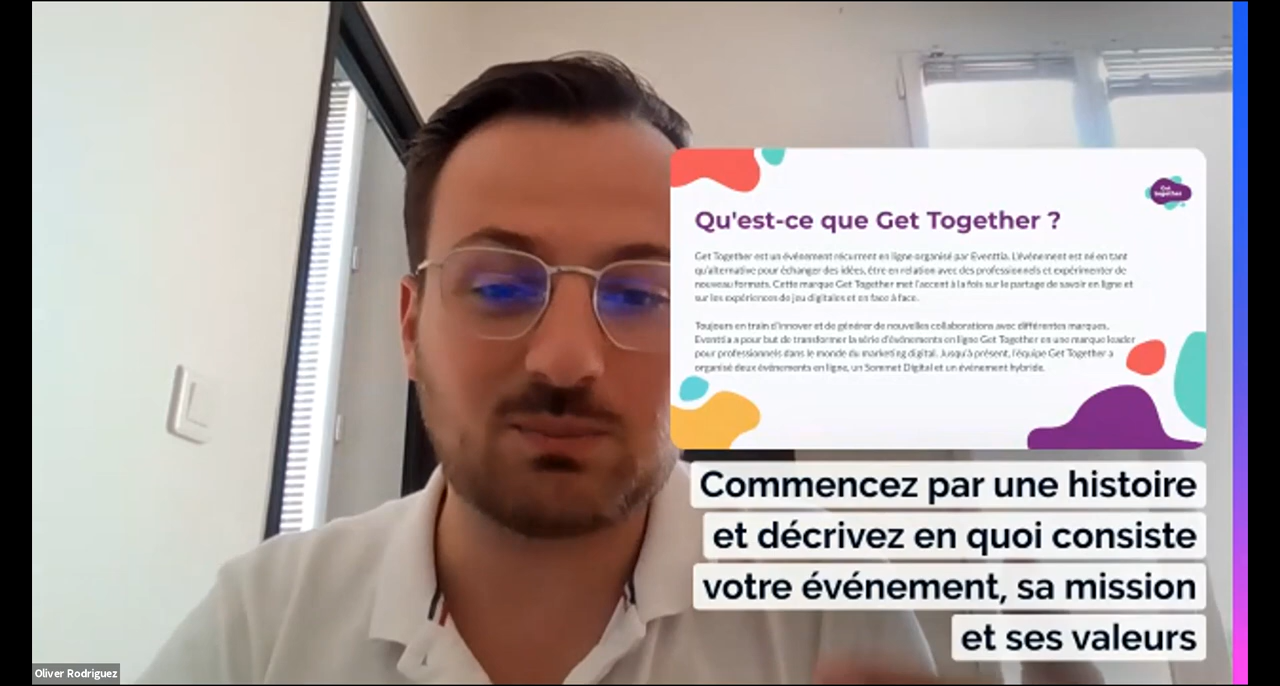 Get
together
Qu'est-ce que Get Together ?
Get Together est un événement récurrent en ligne organisé par Eventtia. L'événement est né en tant
qu'alternative pour échanger des idées, être en relation avec des professionnels et expérimenter de
nouveau formats. Cette marque Get Together met l'accent à la fois sur le partage de savoir en ligne et
sur les expériences de jeu digitales et en face à face.
Toujours en train d'innover et de générer de nouvelles collaborations avec différentes marques,
Eventtia a pour but de transformer la série d'événements en ligne Get Together en une marque leader
pour professionnels dans le monde du marketing digital. Jusqu'à présent, l'équipe Get Together a
organisé deux événements en ligne, un Sommet Digital et un événement hybride.
Commencez par une histoire
et décrivez en quoi consiste
votre événement, sa mission
et ses valeurs
Oliver Rodriguez